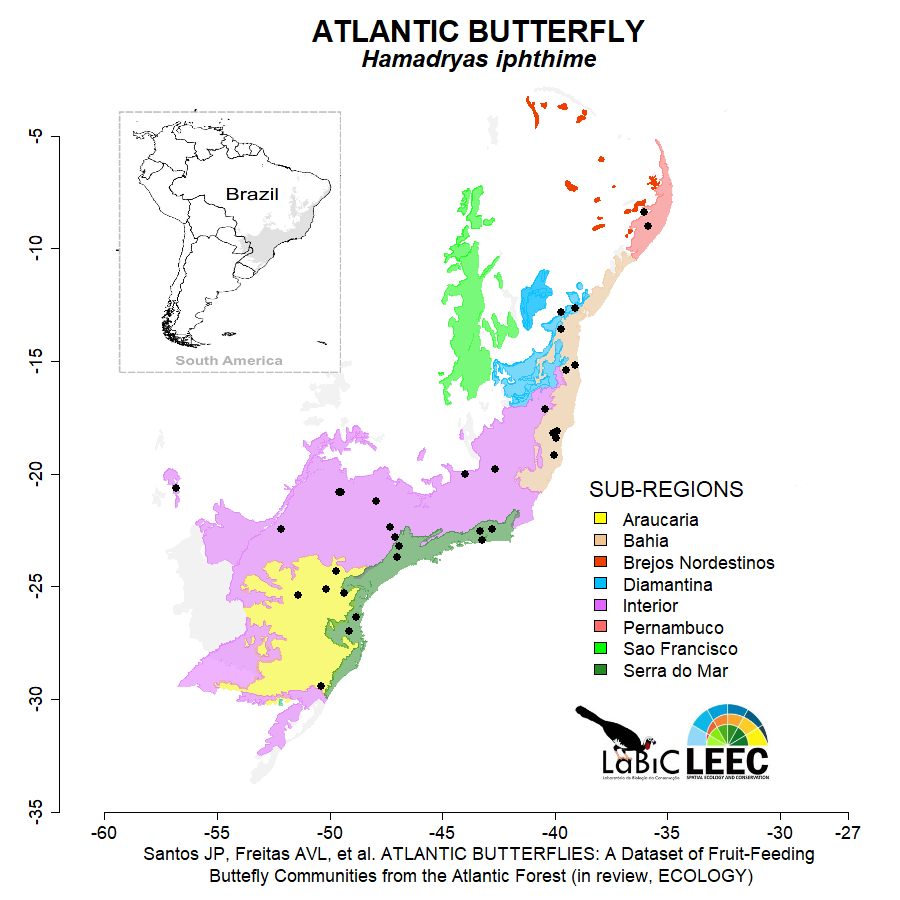 ATLANTIC BUTTERFLY
Hamadryas iphthime
Brazil
South America
-5
-10
-15
-20
-25
-30
-35
SUB-REGIONS
Araucaria
Bahia
Brejos Nordestinos
Diamantina
Interior
Pernambuco
Sao Francisco
Serra do Mar
LaBiC LEEC
Laboratório de Biologia da Conservação
SPATIAL ECOLOGY AND CONSERVATION
-60 -55 -50 -45 -40 -35 -30 -27
Santos JP, Freitas AVL, et al. ATLANTIC BUTTERFLIES: A Dataset of Fruit-Feeding
Buttefly Communities from the Atlantic Forest (in review, ECOLOGY)